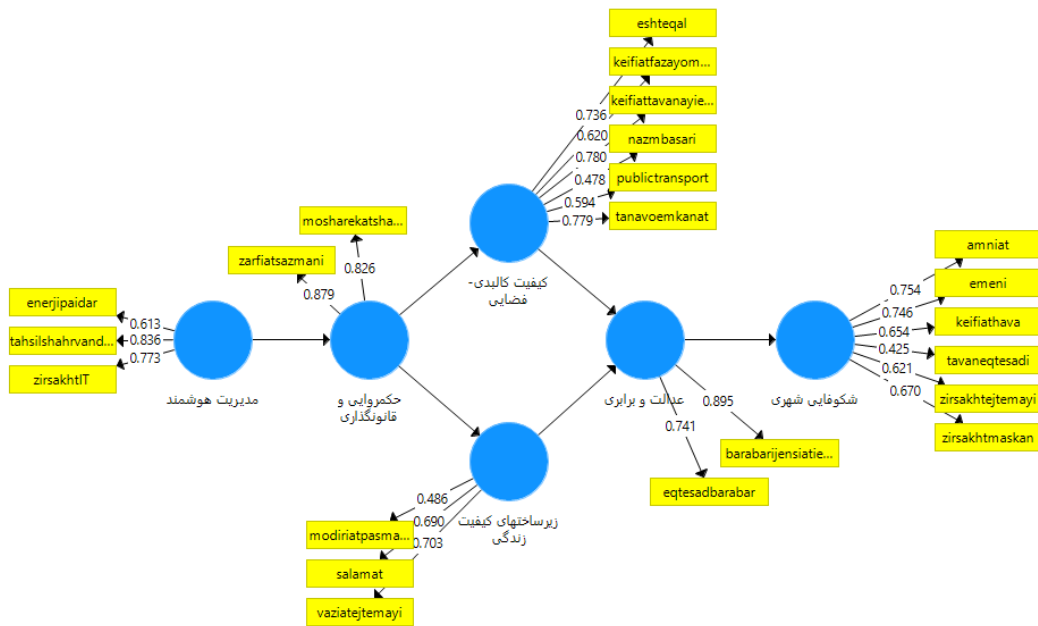 eshteqal
keifiatfazayom...
keifiattavanayie...
nazmbasari
publictransport
tanavoemkanat
0.736
0.620
0.780
0.478
0.594
0.779
کیفیت کالبدی-
فضایی
mosharekatsha...
zarfiatsazmani
0.826
0.879
حکمروایی و
قانونگذاری
enerjipaidar
tahsilshahrvand...
zirsakhtIT
0.613
0.836
0.773
مدیریت هوشمند
عدالت و برابری
0.895
0.741
barabarijensiatie...
eqtesadbarabar
شکوفایی شهری
0.754
0.746
0.654
0.425
0.621
0.670
amniat
emeni
keifiathava
tavaneqtesadi
zirsakhtejtemayi
zirsakhtmaskan
زیرساختهای کیفیت
زندگی
0.486
0.690
0.703
modiriatpasma...
salamat
vaziatejtemayi